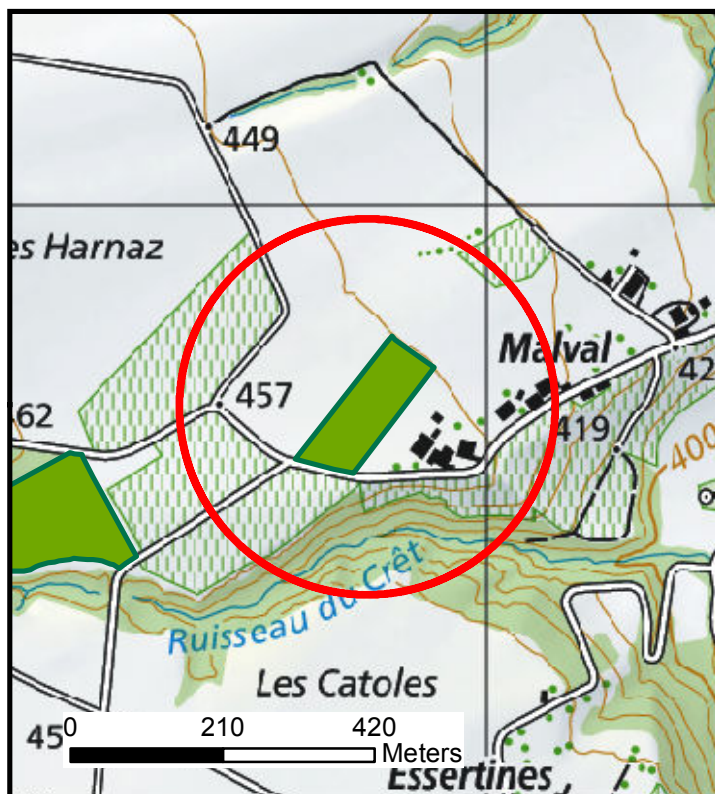 449
es Harnaz
Malval
42
457
62
419
400
Ruisseau du Crêt
Les Catoles
0 210 420
45
Meters
Essertines